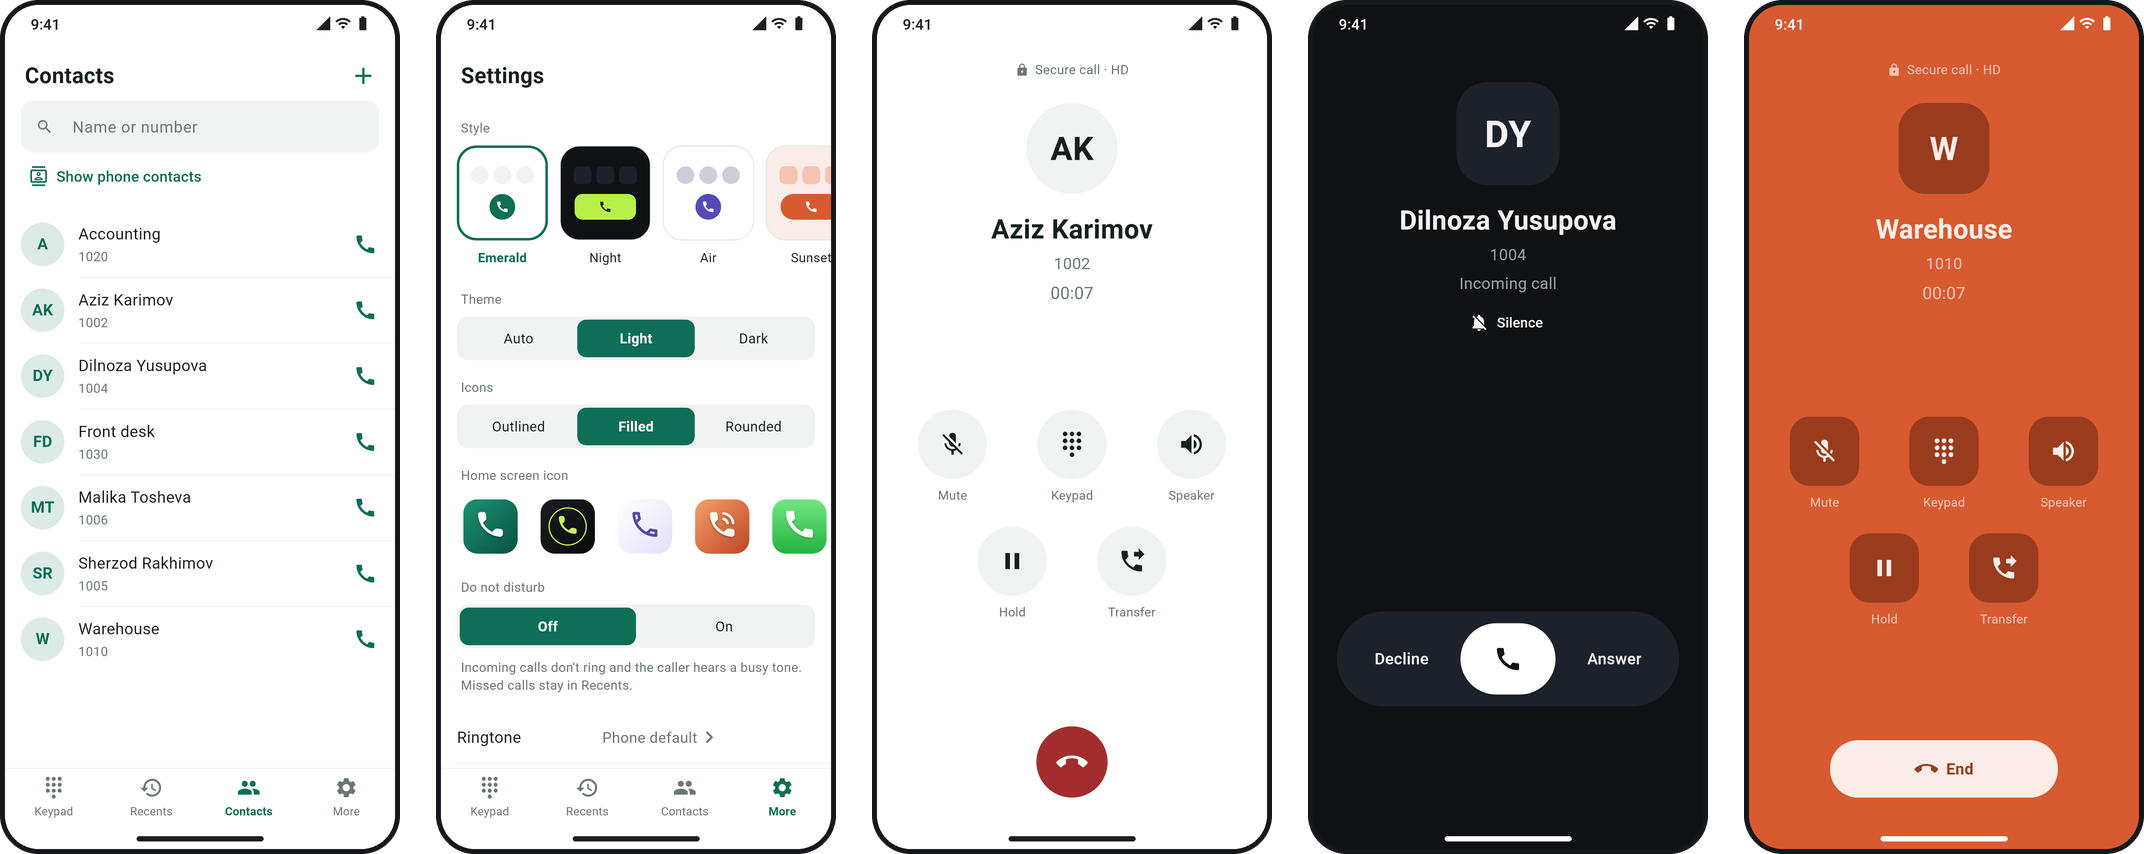 9:41
Contacts
Name or number
Show phone contacts
A
Accounting
1020
AK
Aziz Karimov
1002
DY
Dilnoza Yusupova
1004
FD
Front desk
1030
MT
Malika Tosheva
1006
SR
Sherzod Rakhimov
1005
W
Warehouse
1010
Keypad
Recents
Contacts
More
9:41
Settings
Style
Emerald
Night
Air
Sunset
Theme
Auto
Light
Dark
Icons
Outlined
Filled
Rounded
Home screen icon
Do not disturb
Off
On
Incoming calls don't ring and the caller hears a busy tone.
Missed calls stay in Recents.
Ringtone
Phone default
Keypad
Recents
Contacts
More
9:41
Secure call · HD
AK
Aziz Karimov
1002
00:07
Mute
Keypad
Speaker
Hold
Transfer
9:41
DY
Dilnoza Yusupova
1004
Incoming call
Silence
Decline
Answer
9:41
Secure call · HD
W
Warehouse
1010
00:07
Mute
Keypad
Speaker
Hold
Transfer
End